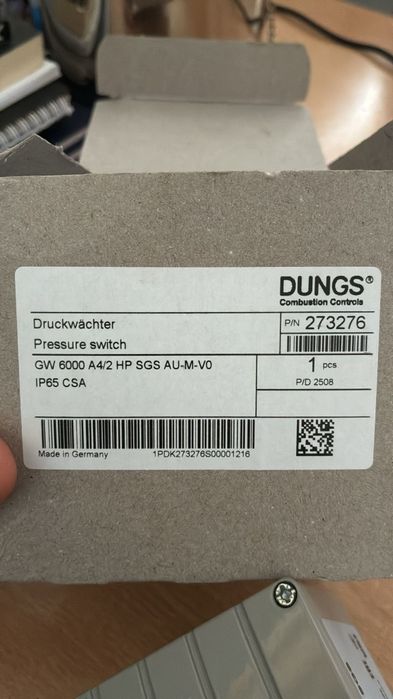 DUNGS®
Combustion Controls
Druckwächter
Pressure switch
P/N 273276
GW 6000 A4/2 HP SGS AU-M-V0
IP65 CSA
1 pcs
P/D 2508
Made in Germany
1PDK273276S00001216